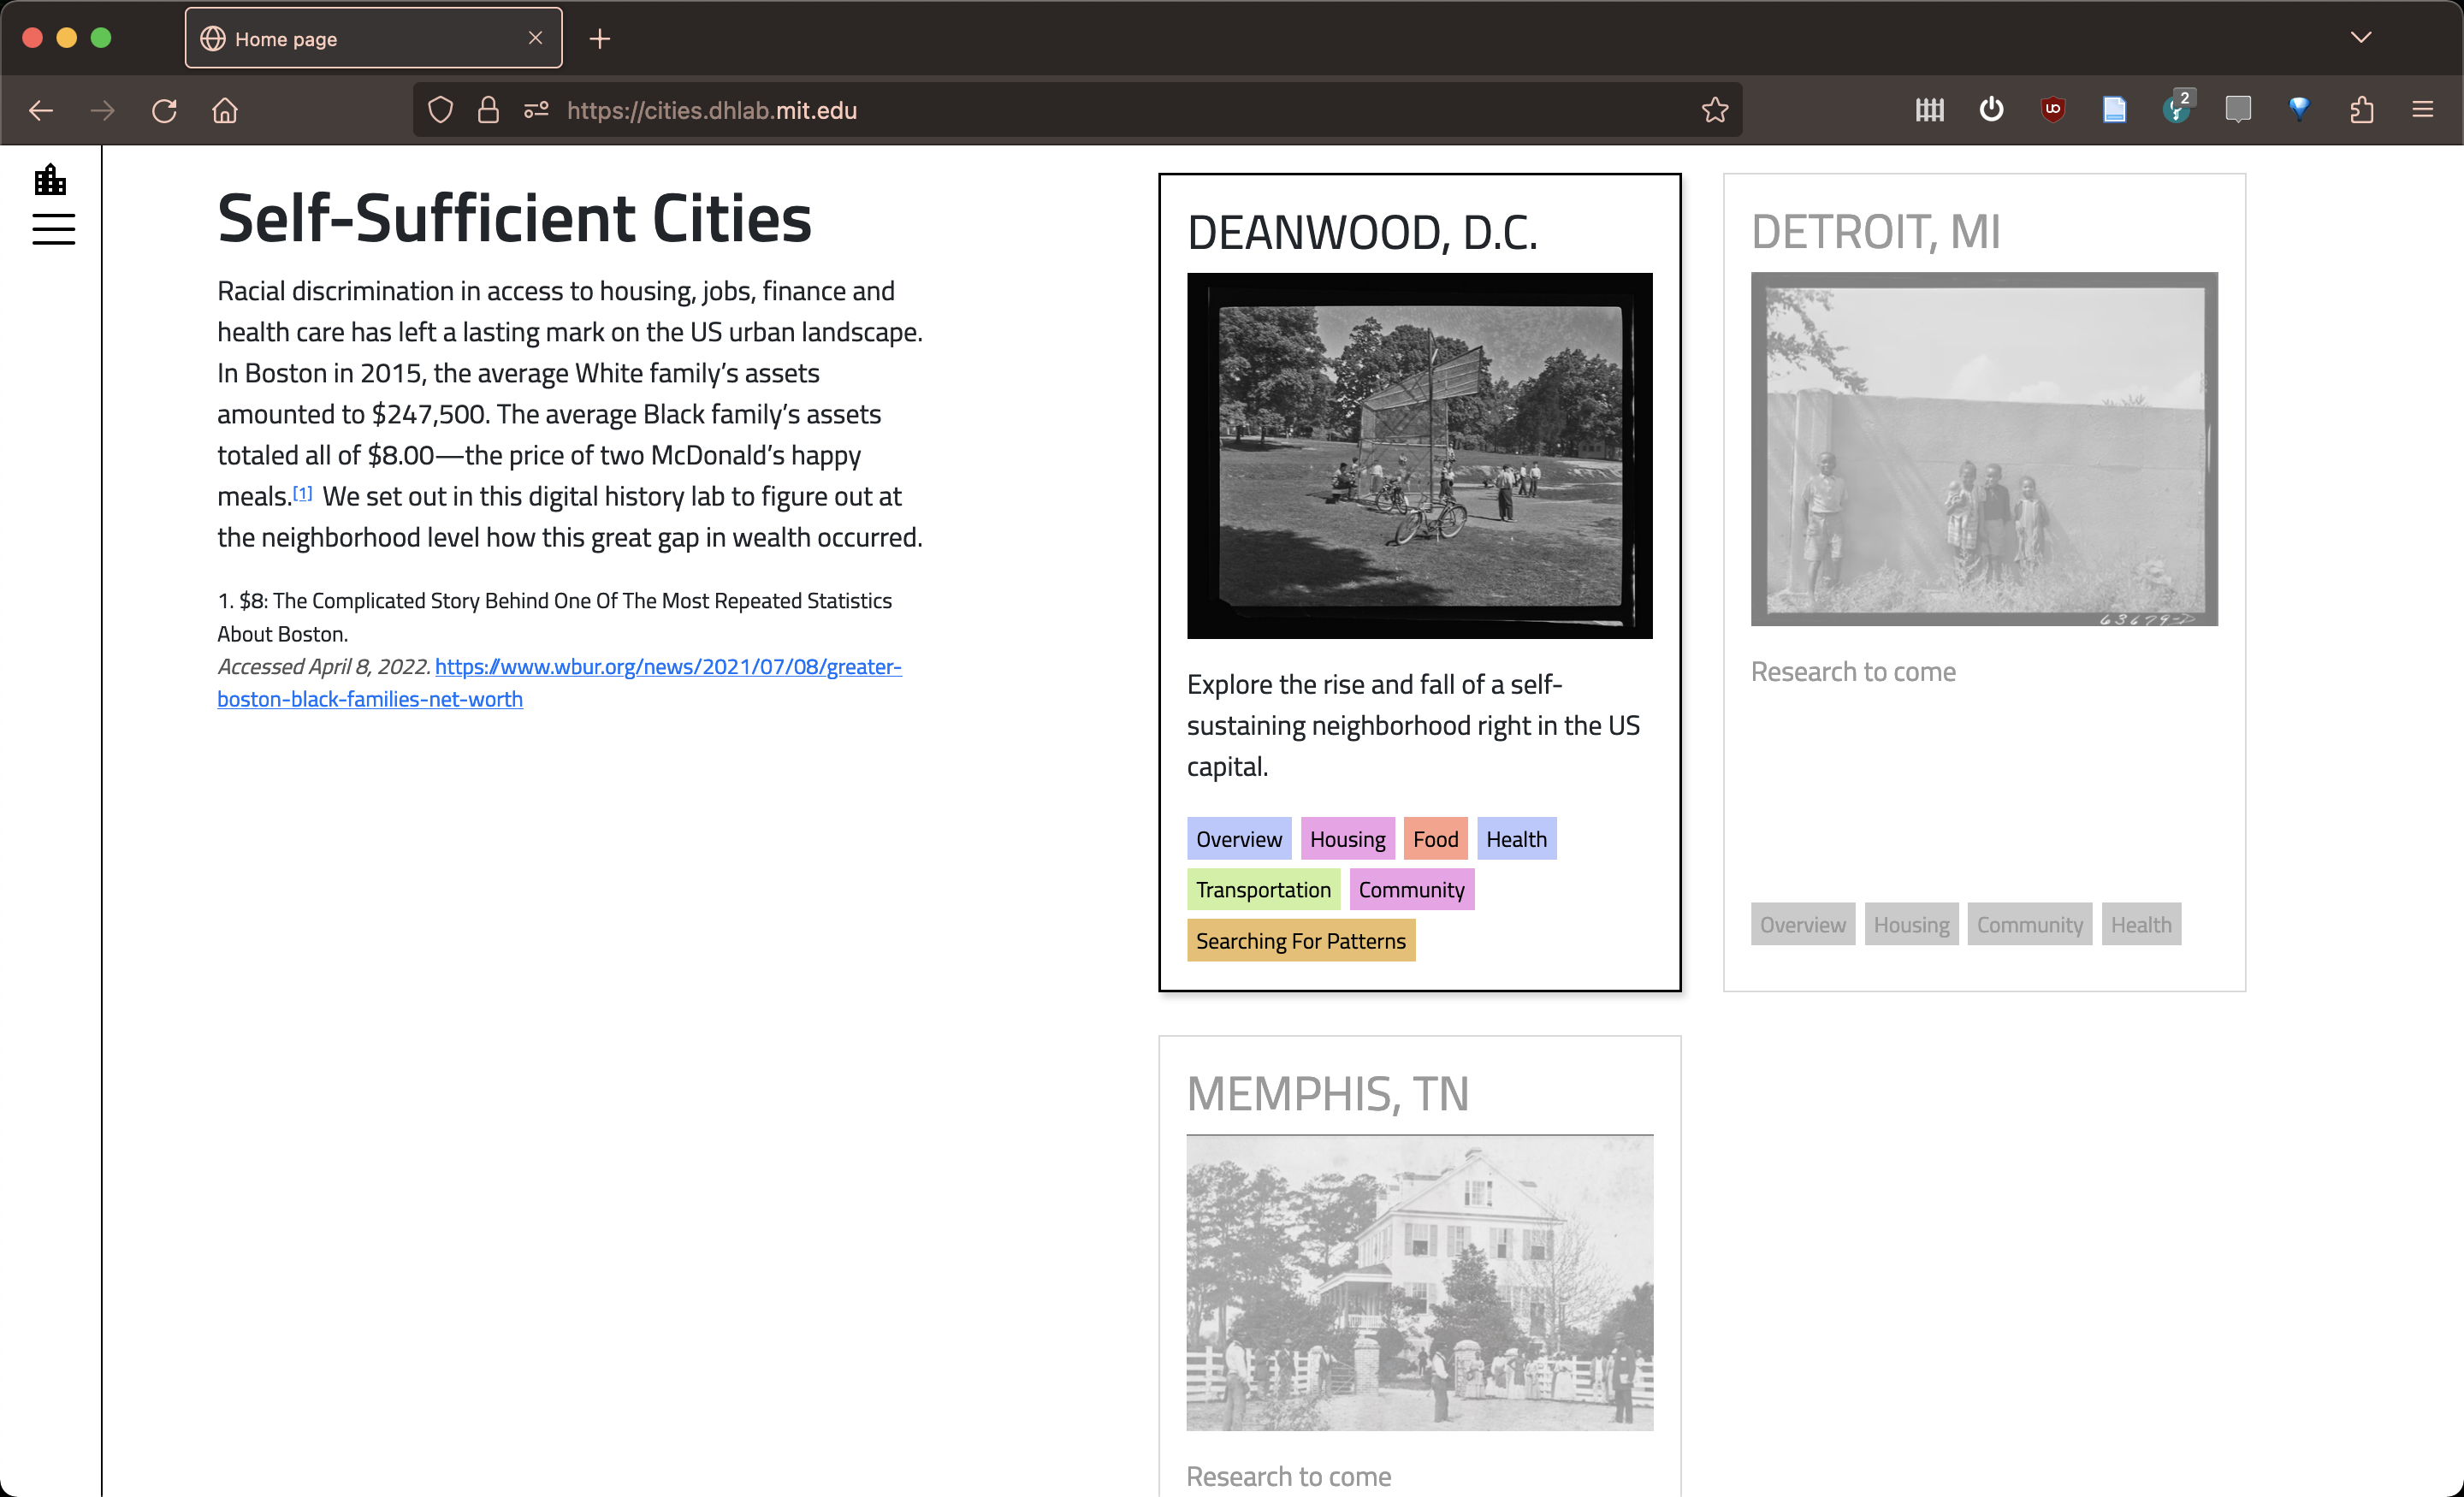 Home page
https://cities.dhlab.mit.edu
2
Self-Sufficient Cities
Racial discrimination in access to housing, jobs, finance and
health care has left a lasting mark on the US urban landscape.
In Boston in 2015, the average White family’s assets
amounted to $247,500. The average Black family’s assets
totaled all of $8.00—the price of two McDonald’s happy
meals.[1] We set out in this digital history lab to figure out at
the neighborhood level how this great gap in wealth occurred.
1. $8: The Complicated Story Behind One Of The Most Repeated Statistics
About Boston.
Accessed April 8, 2022. https://www.wbur.org/news/2021/07/08/greater-
boston-black-families-net-worth
DEANWOOD, D.C.
Explore the rise and fall of a self-
sustaining neighborhood right in the US
capital.
Overview Housing Food Health
Transportation Community
Searching For Patterns
DETROIT, MI
63679-D
Research to come
Overview Housing Community Health
MEMPHIS, TN
Research to come